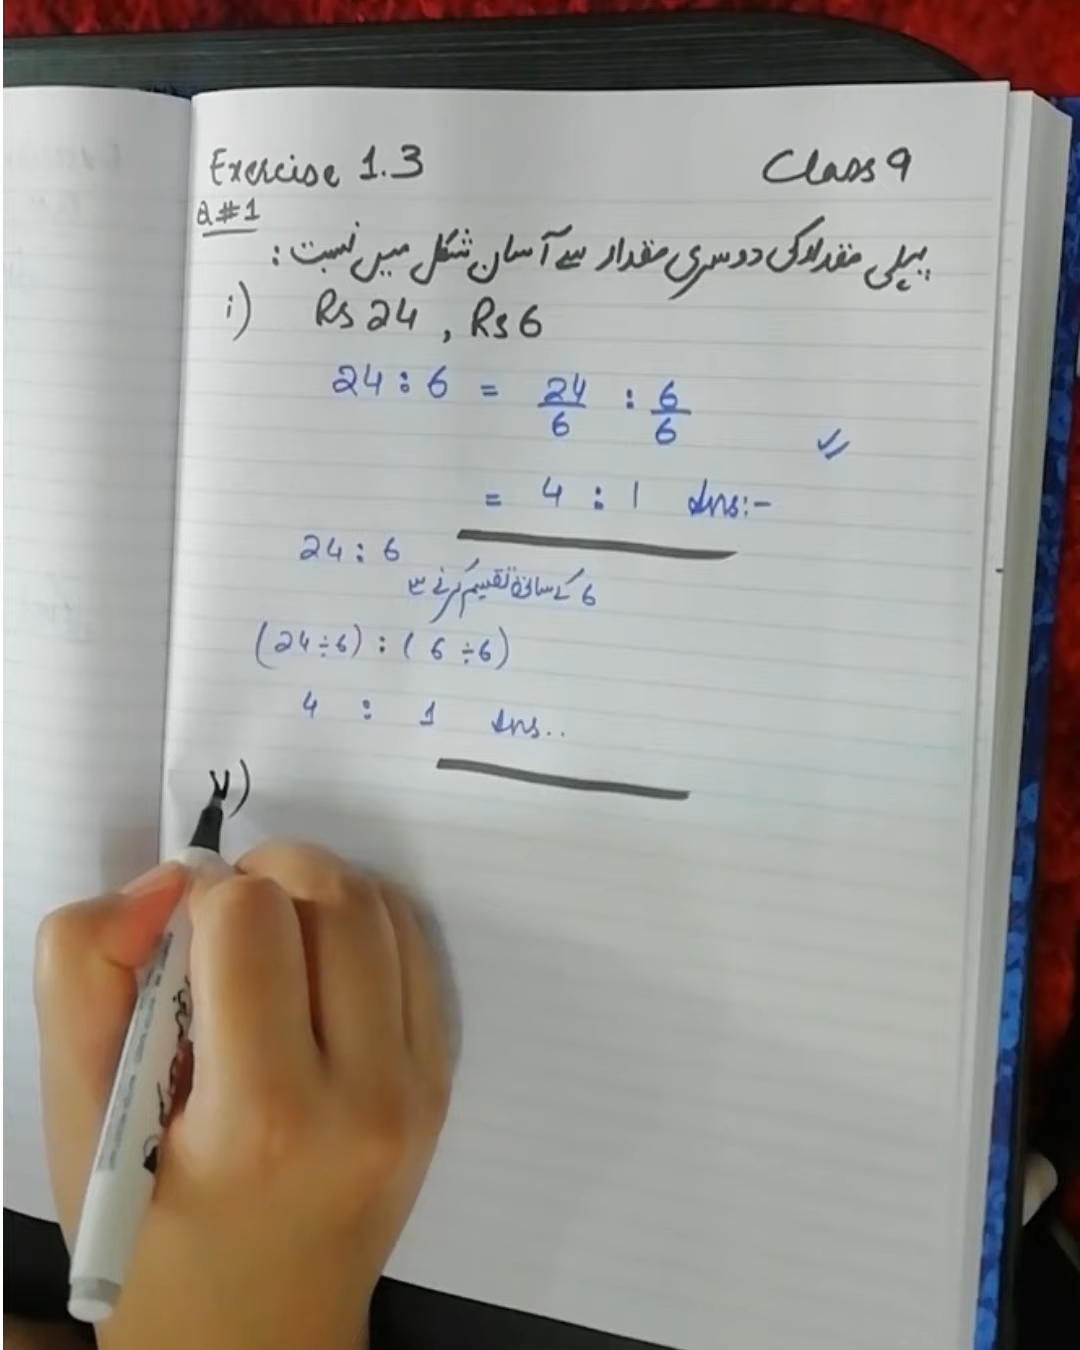 Exercise 1.3 Class 9
Q#1
پہلی مقدار کی دوسری مقدار سے آسان شکل میں نسبت :
i) Rs 24 , Rs 6
24 : 6 = 24/6 : 6/6
= 4 : 1 Ans:-
24 : 6
6 کے ساتھ تقسیم کرنے سے
(24÷6) : (6÷6)
4 : 1 Ans..
v)